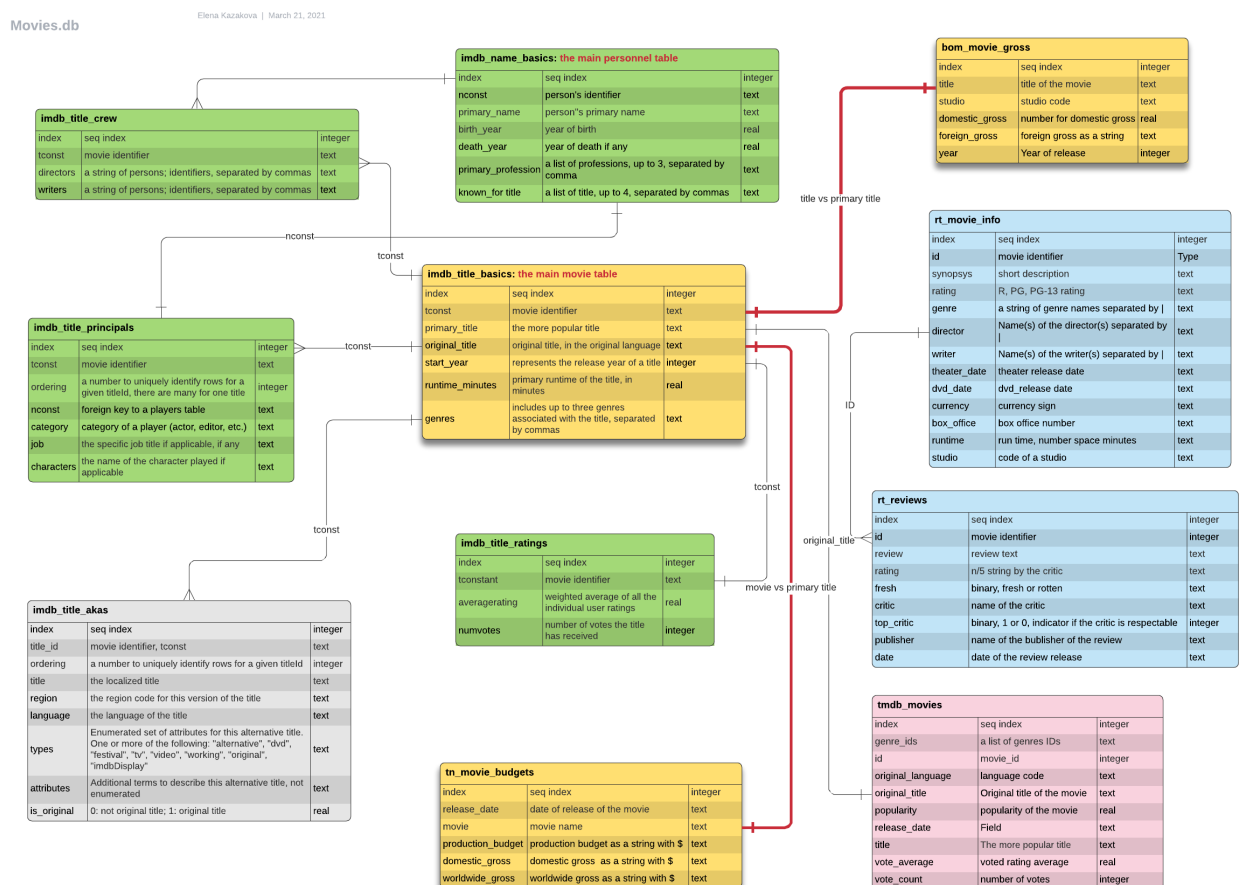 Elena Kazakova | March 21, 2021
Movies.db
imdb_name_basics: the main personnel table
index seq index integer
nconst person's identifier text
primary_name person"s primary name text
birth_year year of birth real
death_year year of death if any real
primary_profession a list of professions, up to 3, separated by
comma text
known_for title a list of title, up to 4, separated by commas text
bom_movie_gross
index seq index integer
title title of the movie text
studio studio code text
domestic_gross number for domestic gross real
foreign_gross foreign gross as a string text
year Year of release integer
imdb_title_crew
index seq index integer
tconst movie identifier text
directors a string of persons; identifiers, separated by commas text
writers a string of persons; identifiers, separated by commas text
title vs primary title
nconst
tconst
rt_movie_info
index seq index integer
id movie identifier Type
synopsys short description text
rating R, PG, PG-13 rating text
genre a string of genre names separated by | text
director Name(s) of the director(s) separated by
| text
writer Name(s) of the writer(s) separated by | text
theater_date theater release date text
dvd_date dvd_release date text
currency currency sign text
box_office box office number text
runtime run time, number space minutes text
studio code of a studio text
imdb_title_basics: the main movie table
index seq index integer
tconst movie identifier text
primary_title the more popular title text
original_title original title, in the original language text
start_year represents the release year of a title integer
runtime_minutes primary runtime of the title, in
minutes real
genres includes up to three genres
associated with the title, separated
by commas text
imdb_title_principals
index seq index integer
tconst movie identifier text
ordering a number to uniquely identify rows for a
given titleId, there are many for one title integer
nconst foreign key to a players table text
category category of a player (actor, editor, etc.) text
job the specific job title if applicable, if any text
characters the name of the character played if
applicable text
tconst
ID
tconst
tconst
original_title
movie vs primary title
rt_reviews
index seq index integer
id movie identifier integer
review review text text
rating n/5 string by the critic text
fresh binary, fresh or rotten text
critic name of the critic text
top_critic binary, 1 or 0, indicator if the critic is respectable integer
publisher name of the bublisher of the review text
date date of the review release text
imdb_title_ratings
index seq index integer
tconstant movie identifier text
averagerating weighted average of all the
individual user ratings real
numvotes number of votes the title
has received integer
imdb_title_akas
index seq index integer
title_id movie identifier, tconst text
ordering a number to uniquely identify rows for a given titleId integer
title the localized title text
region the region code for this version of the title text
language the language of the title text
types Enumerated set of attributes for this alternative title.
One or more of the following: "alternative", "dvd",
"festival", "tv", "video", "working", "original",
"imdbDisplay" text
attributes Additional terms to describe this alternative title, not
enumerated text
is_original 0: not original title; 1: original title real
tmdb_movies
index seq index integer
genre_ids a list of genres IDs text
id movie_id integer
original_language language code text
original_title Original title of the movie text
popularity popularity of the movie real
release_date Field text
title The more popular title text
vote_average voted rating average real
vote_count number of votes integer
tn_movie_budgets
index seq index integer
release_date date of release of the movie text
movie movie name text
production_budget production budget as a string with $ text
domestic_gross domestic gross as a string with $ text
worldwide_gross worldwide gross as a string with $ text